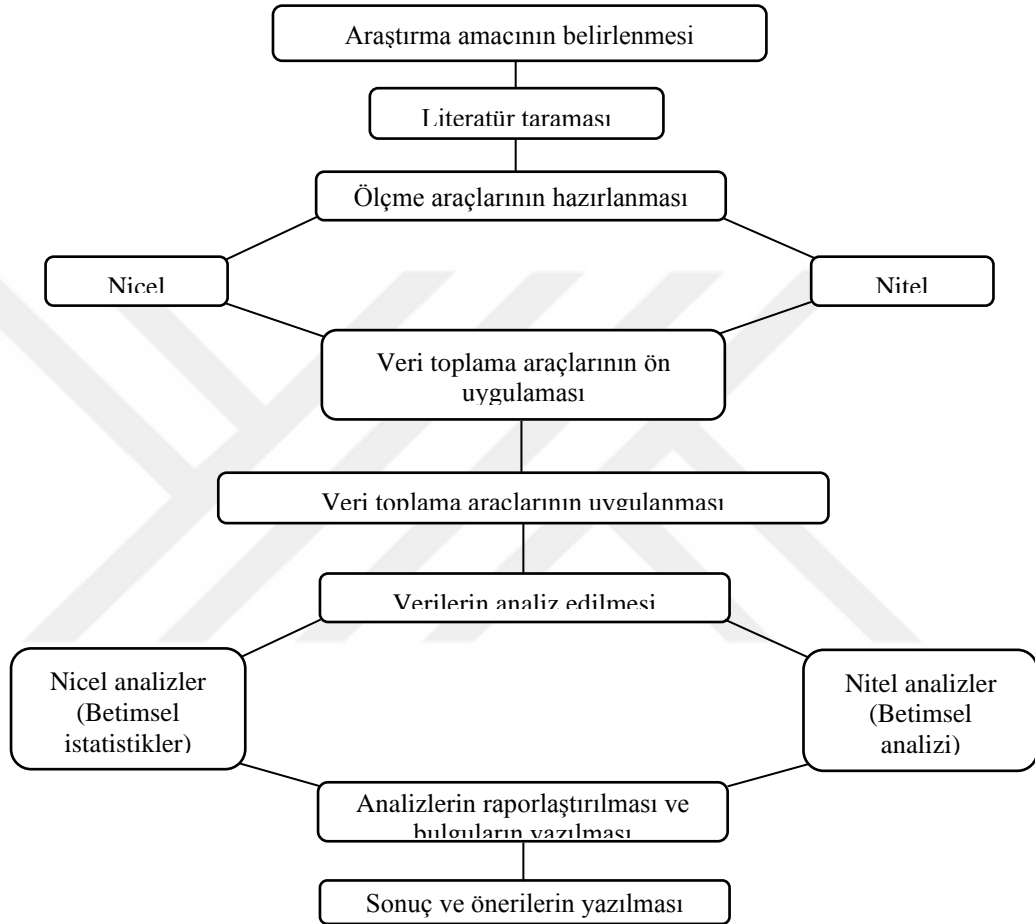 Araştırma amacının belirlenmesi
Literatür taraması
Ölçme araçlarının hazırlanması
Nicel
Nitel
Veri toplama araçlarının ön
uygulaması
Veri toplama araçlarının uygulanması
Verilerin analiz edilmesi
Nicel analizler
(Betimsel
istatistikler)
Nitel analizler
(Betimsel
analizi)
Analizlerin raporlaştırılması ve
bulguların yazılması
Sonuç ve önerilerin yazılması